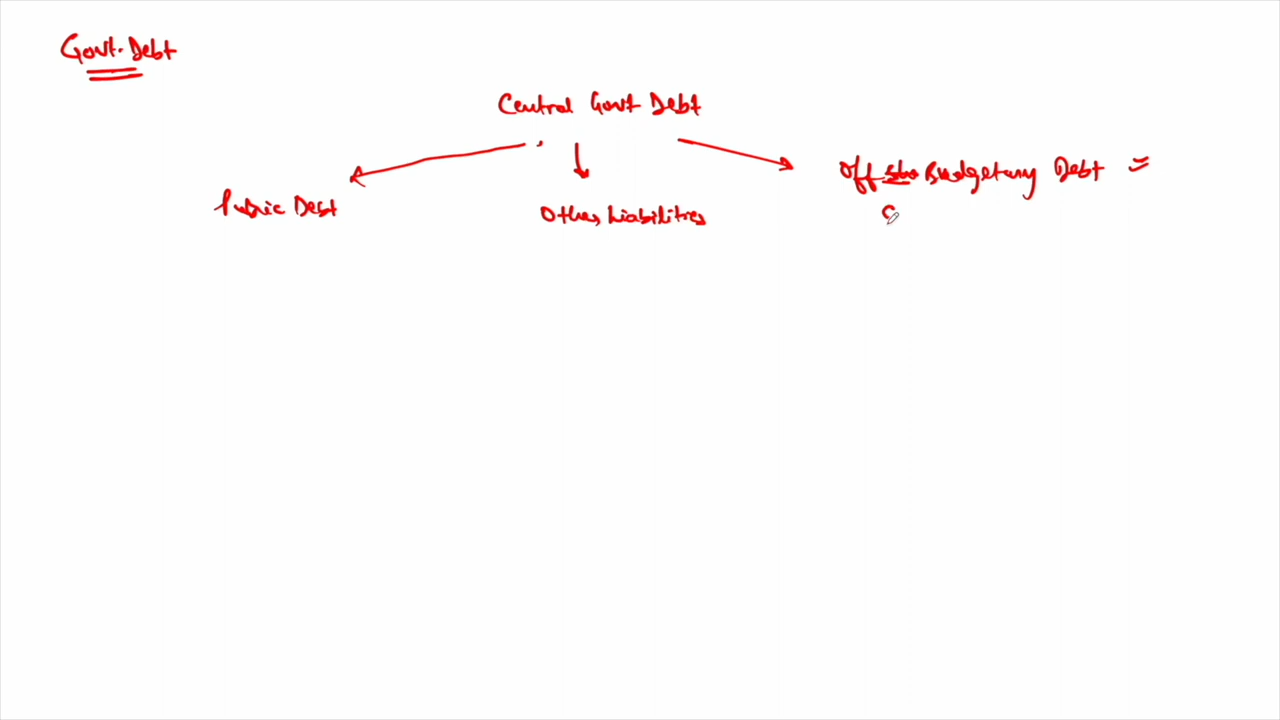 Govt. Debt
Central Govt Debt
Off Budgetary Debt =
Public Debt
Other Liabilities